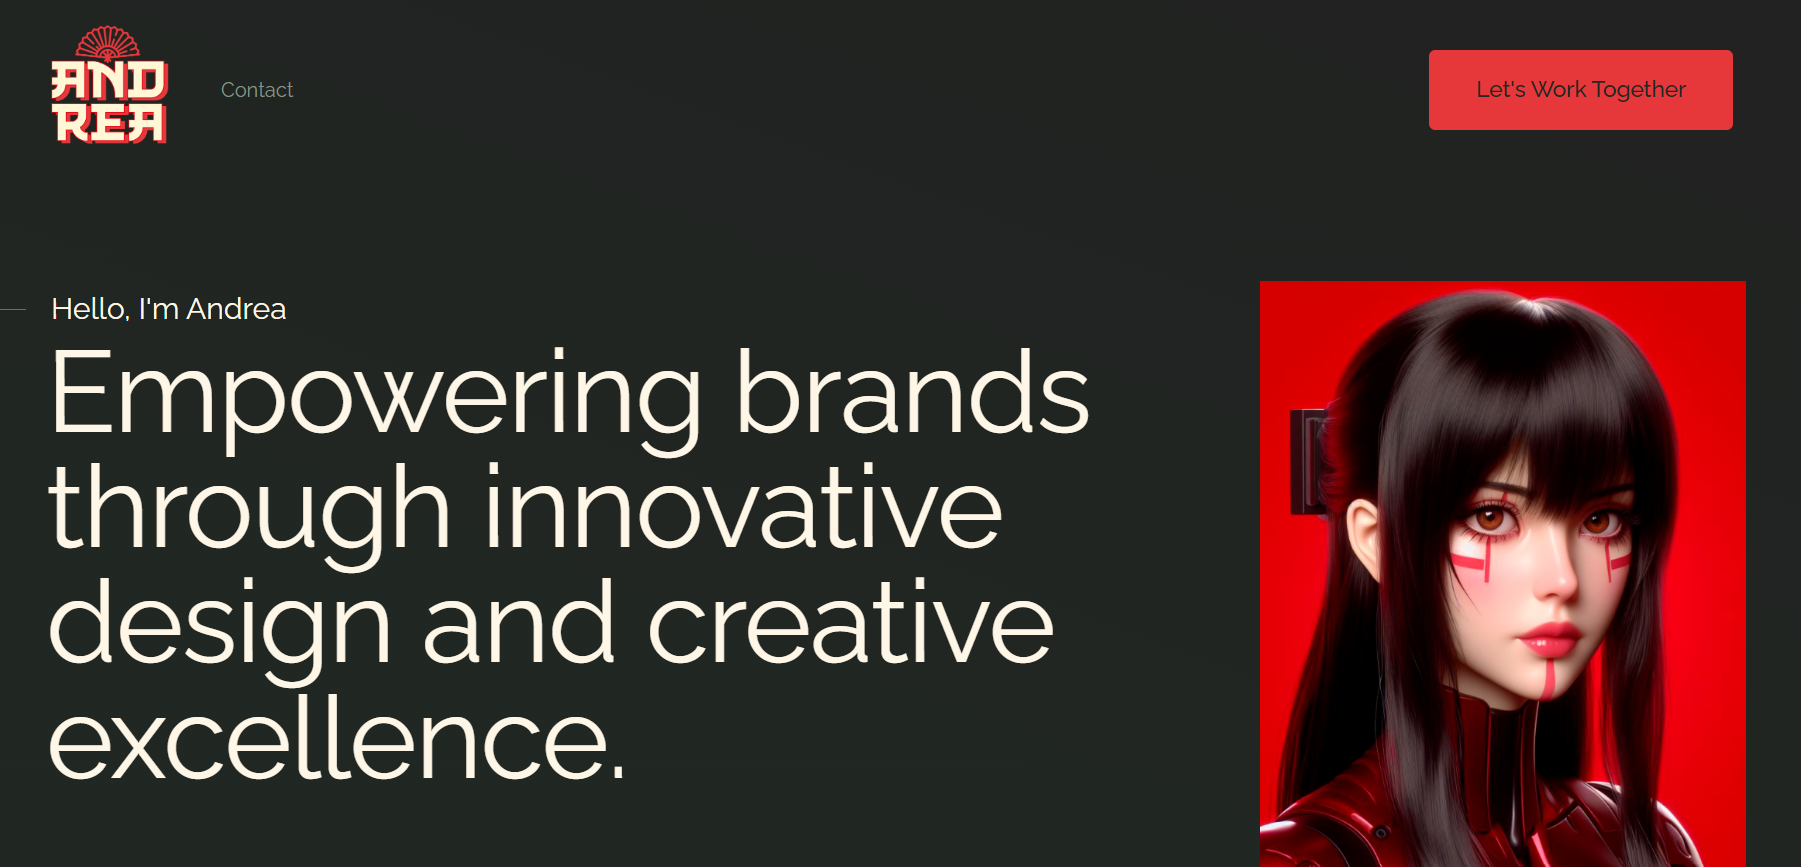 AND
REA
Contact
Let's Work Together
Hello, I'm Andrea
Empowering brands
through innovative
design and creative
excellence.